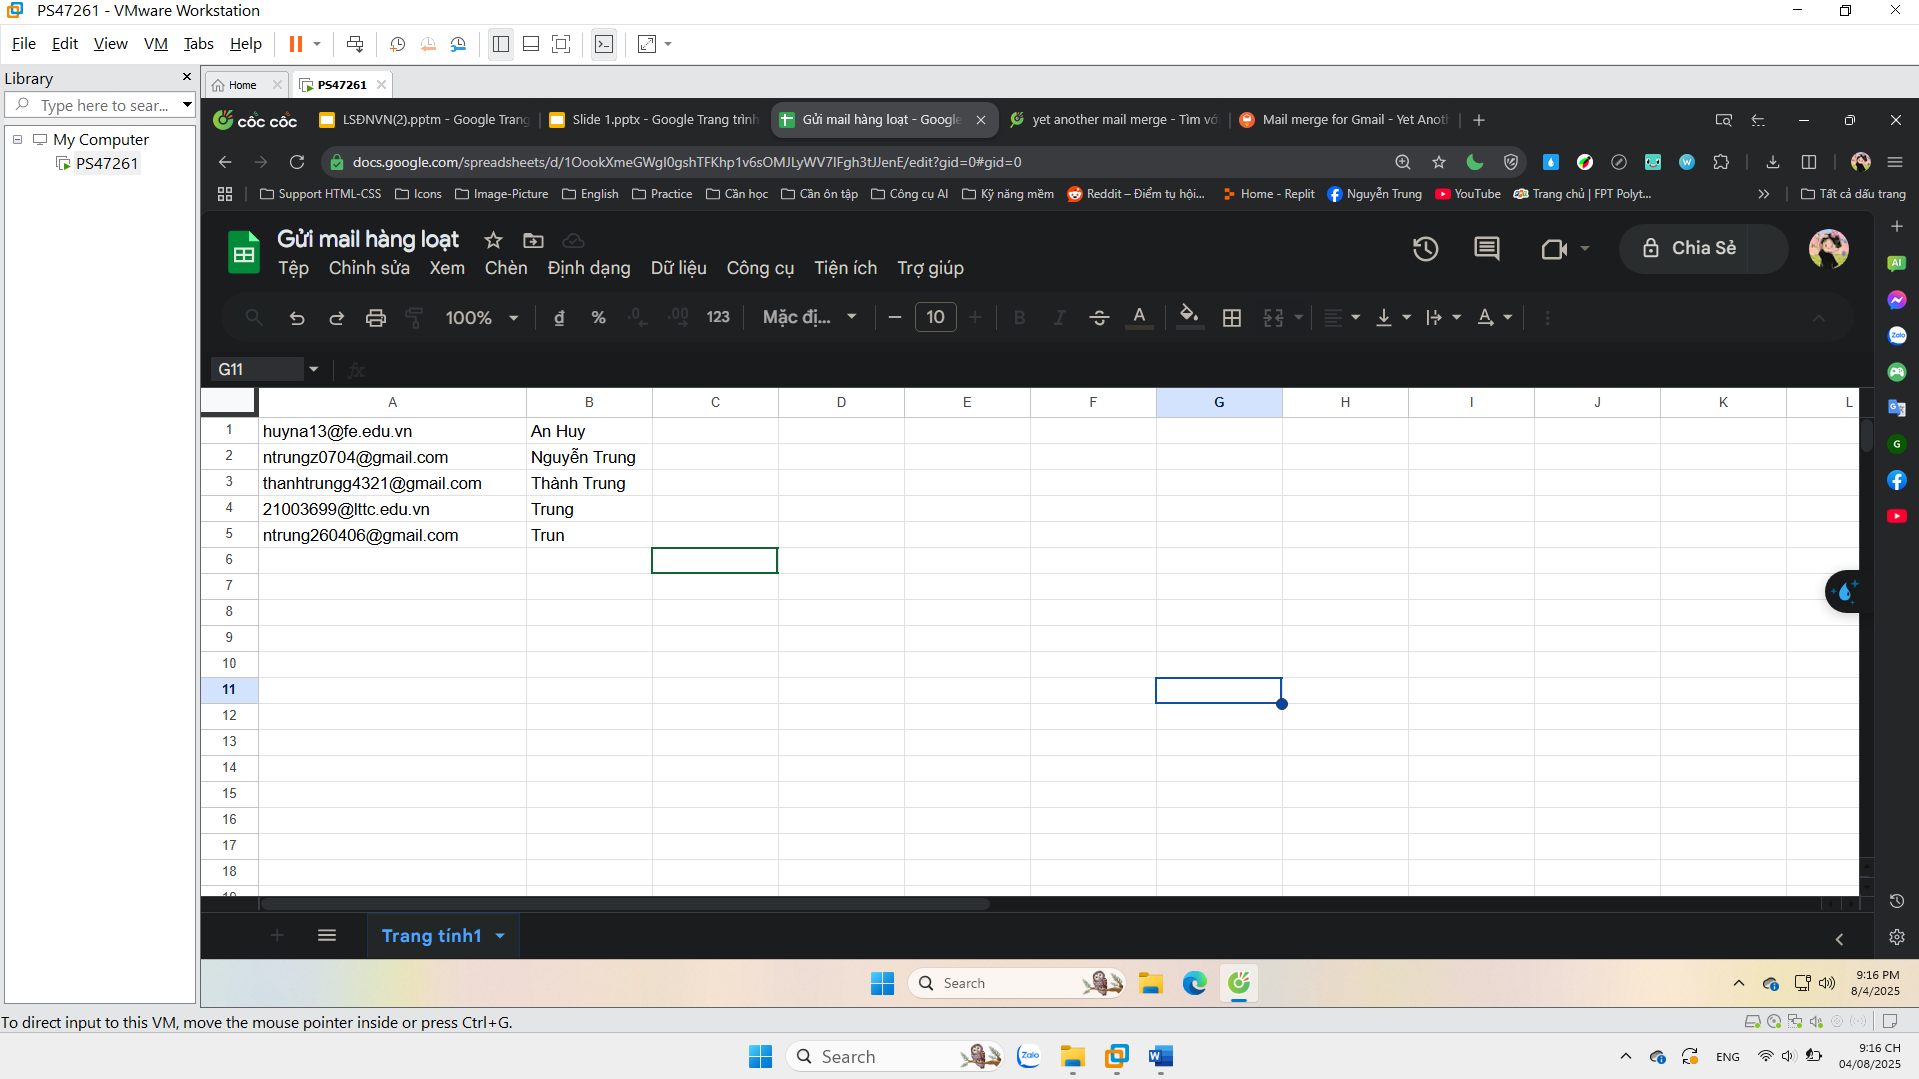 PS47261 - VMware Workstation
File Edit View VM Tabs Help
Library
Type here to sear...
My Computer
PS47261
Home
PS47261
cốc cốc
LSĐNVN(2).pptm - Google Trang
Slide 1.pptx - Google Trang trình
Gửi mail hàng loạt - Google
yet another mail merge - Tìm với
Mail merge for Gmail - Yet Anoth
docs.google.com/spreadsheets/d/1OookXmeGWgI0gshTFKhp1v6sOMJLyWV7lFgh3tJJenE/edit?gid=0#gid=0
Support HTML-CSS Icons Image-Picture English Practice Cần học Cần ôn tập Công cụ AI Kỹ năng mềm Reddit – Điểm tụ hội... Home - Replit Nguyễn Trung YouTube Trang chủ | FPT Polyt... Tất cả dấu trang
Gửi mail hàng loạt
Tệp Chỉnh sửa Xem Chèn Định dạng Dữ liệu Công cụ Tiện ích Trợ giúp
Chia Sẻ
100% đ % .0 .00 123 Mặc đị... 10 B I A A
G11
fx
A B C D E F G H I J K L
1 huyna13@fe.edu.vn An Huy
2 ntrungz0704@gmail.com Nguyễn Trung
3 thanhtrungg4321@gmail.com Thành Trung
4 21003699@lttc.edu.vn Trung
5 ntrung260406@gmail.com Trun
6
7
8
9
10
11
12
13
14
15
16
17
18
19
AI
Zalo
G
Trang tính1
Search
9:16 PM
8/4/2025
To direct input to this VM, move the mouse pointer inside or press Ctrl+G.
Search
Zalo
ENG
9:16 CH
04/08/2025